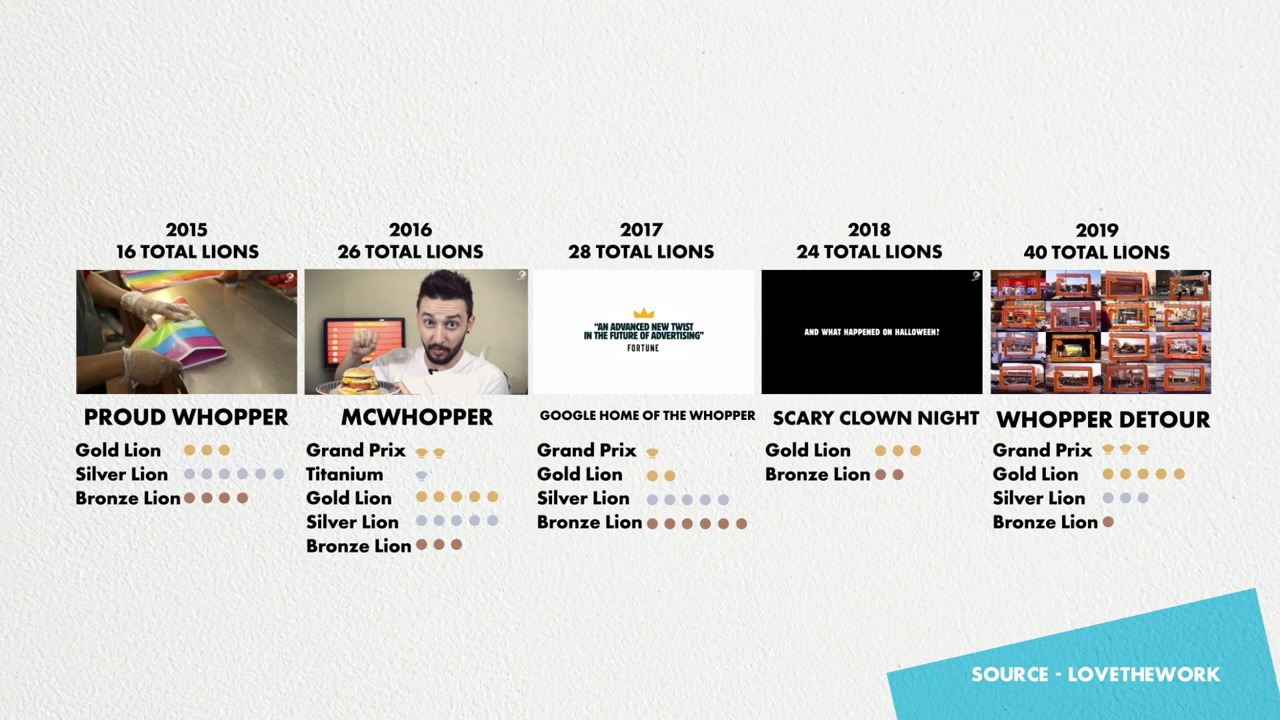 2015
16 TOTAL LIONS
PROUD WHOPPER
Gold Lion
Silver Lion
Bronze Lion
2016
26 TOTAL LIONS
MCWHOPPER
Grand Prix
Titanium
Gold Lion
Silver Lion
Bronze Lion
2017
28 TOTAL LIONS
"AN ADVANCED NEW TWIST
IN THE FUTURE OF ADVERTISING"
FORTUNE
GOOGLE HOME OF THE WHOPPER
Grand Prix
Gold Lion
Silver Lion
Bronze Lion
2018
24 TOTAL LIONS
AND WHAT HAPPENED ON HALLOWEEN?
SCARY CLOWN NIGHT
Gold Lion
Bronze Lion
2019
40 TOTAL LIONS
WHOPPER DETOUR
Grand Prix
Gold Lion
Silver Lion
Bronze Lion
SOURCE - LOVETHEWORK